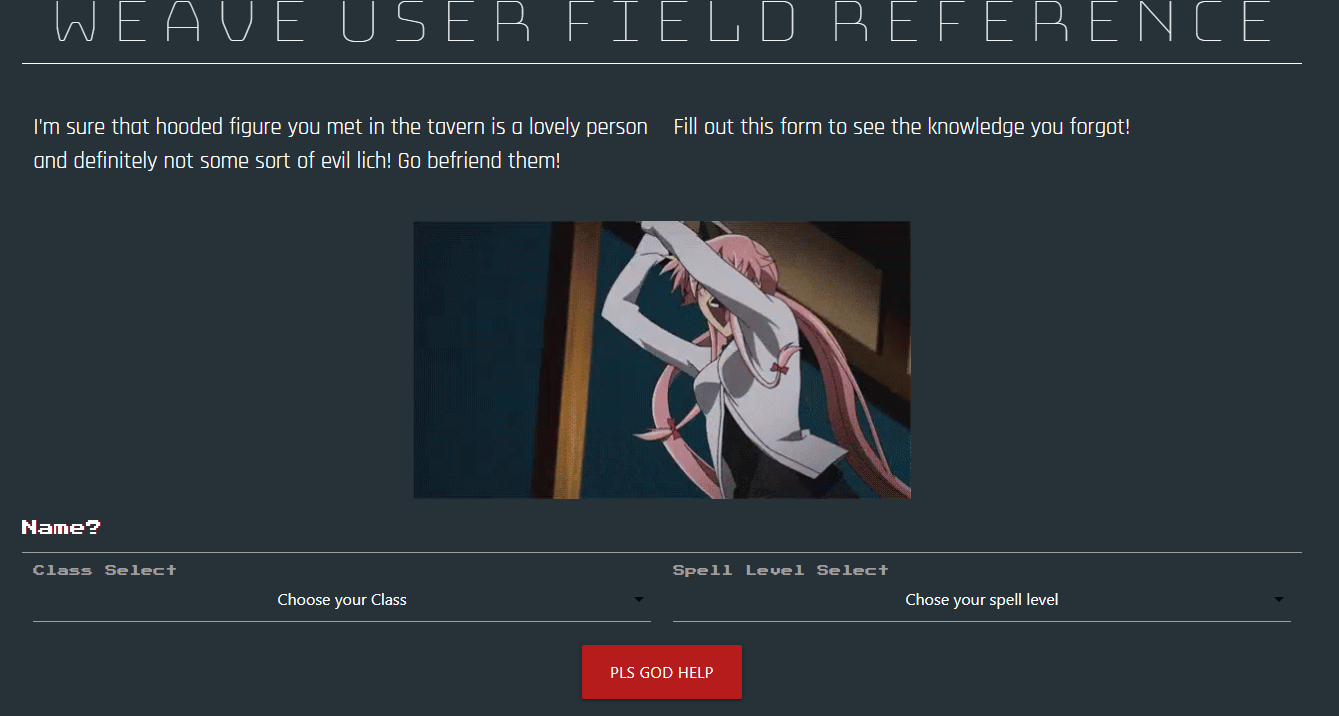 WEAVE USER FIELD REFERENCE
I'm sure that hooded figure you met in the tavern is a lovely person
and definitely not some sort of evil lich! Go befriend them!
Fill out this form to see the knowledge you forgot!
Name?
Class Select
Choose your Class
Spell Level Select
Chose your spell level
PLS GOD HELP